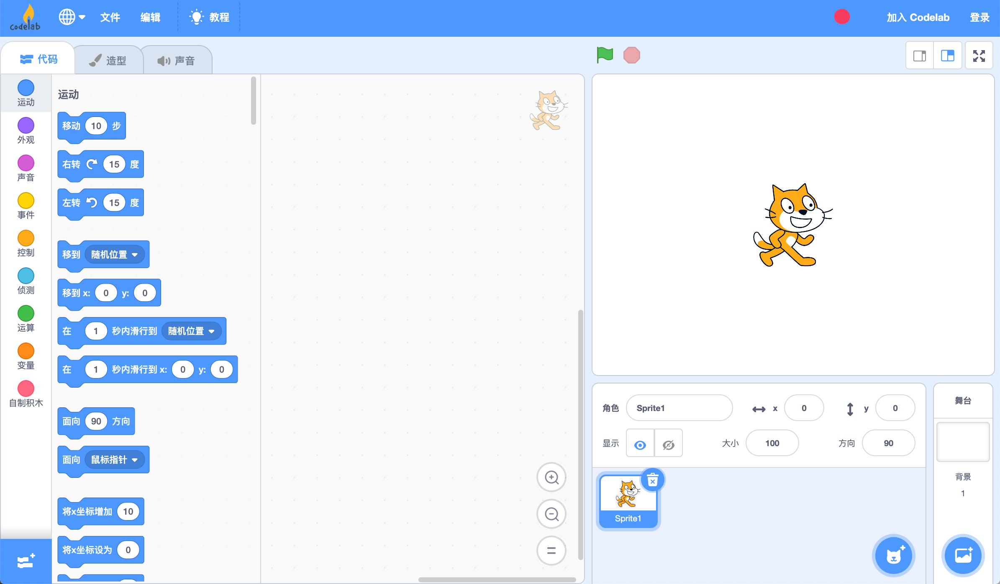 codelab
文件
编辑
教程
加入 Codelab
登录
代码
造型
声音
运动
外观
声音
事件
控制
侦测
运算
变量
自制积木
运动
移动 10 步
右转 15 度
左转 15 度
移到 随机位置
移到 x: 0 y: 0
在 1 秒内滑行到 随机位置
在 1 秒内滑行到 x: 0 y: 0
面向 90 方向
面向 鼠标指针
将x坐标增加 10
将x坐标设为 0
角色 Sprite1 x 0 y 0
显示 大小 100 方向 90
Sprite1
舞台
背景
1